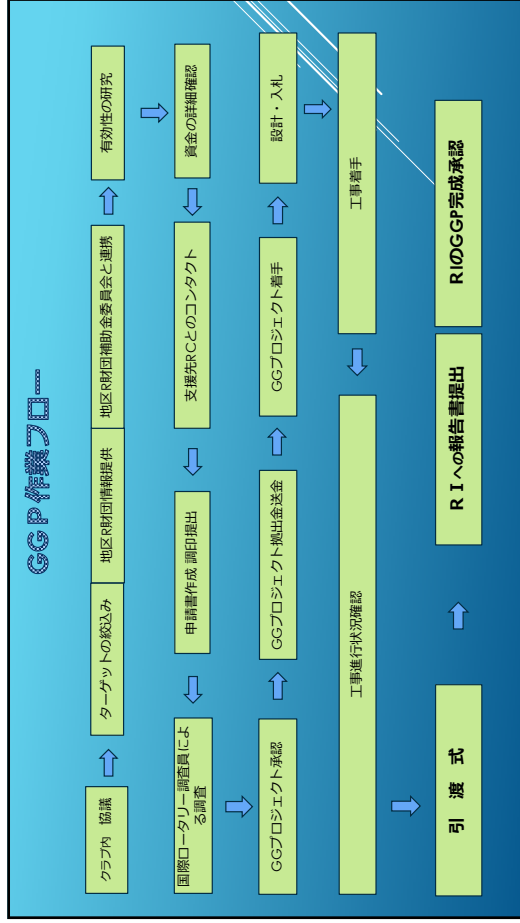 GGP作業フロー
クラブ内 協議
ターゲットの絞込み
地区R財団情報提供
地区R財団補助金委員会と連携
有効性の研究
資金の詳細確認
支援先RCとのコンタクト
申請書作成 調印提出
国際ロータリー調査員によ
る調査
GGプロジェクト承認
GGプロジェクト拠出金送金
GGプロジェクト着手
設計・入札
工事着手
工事進行状況確認
引 渡 式
ＲＩへの報告書提出
RIのGGP完成承認